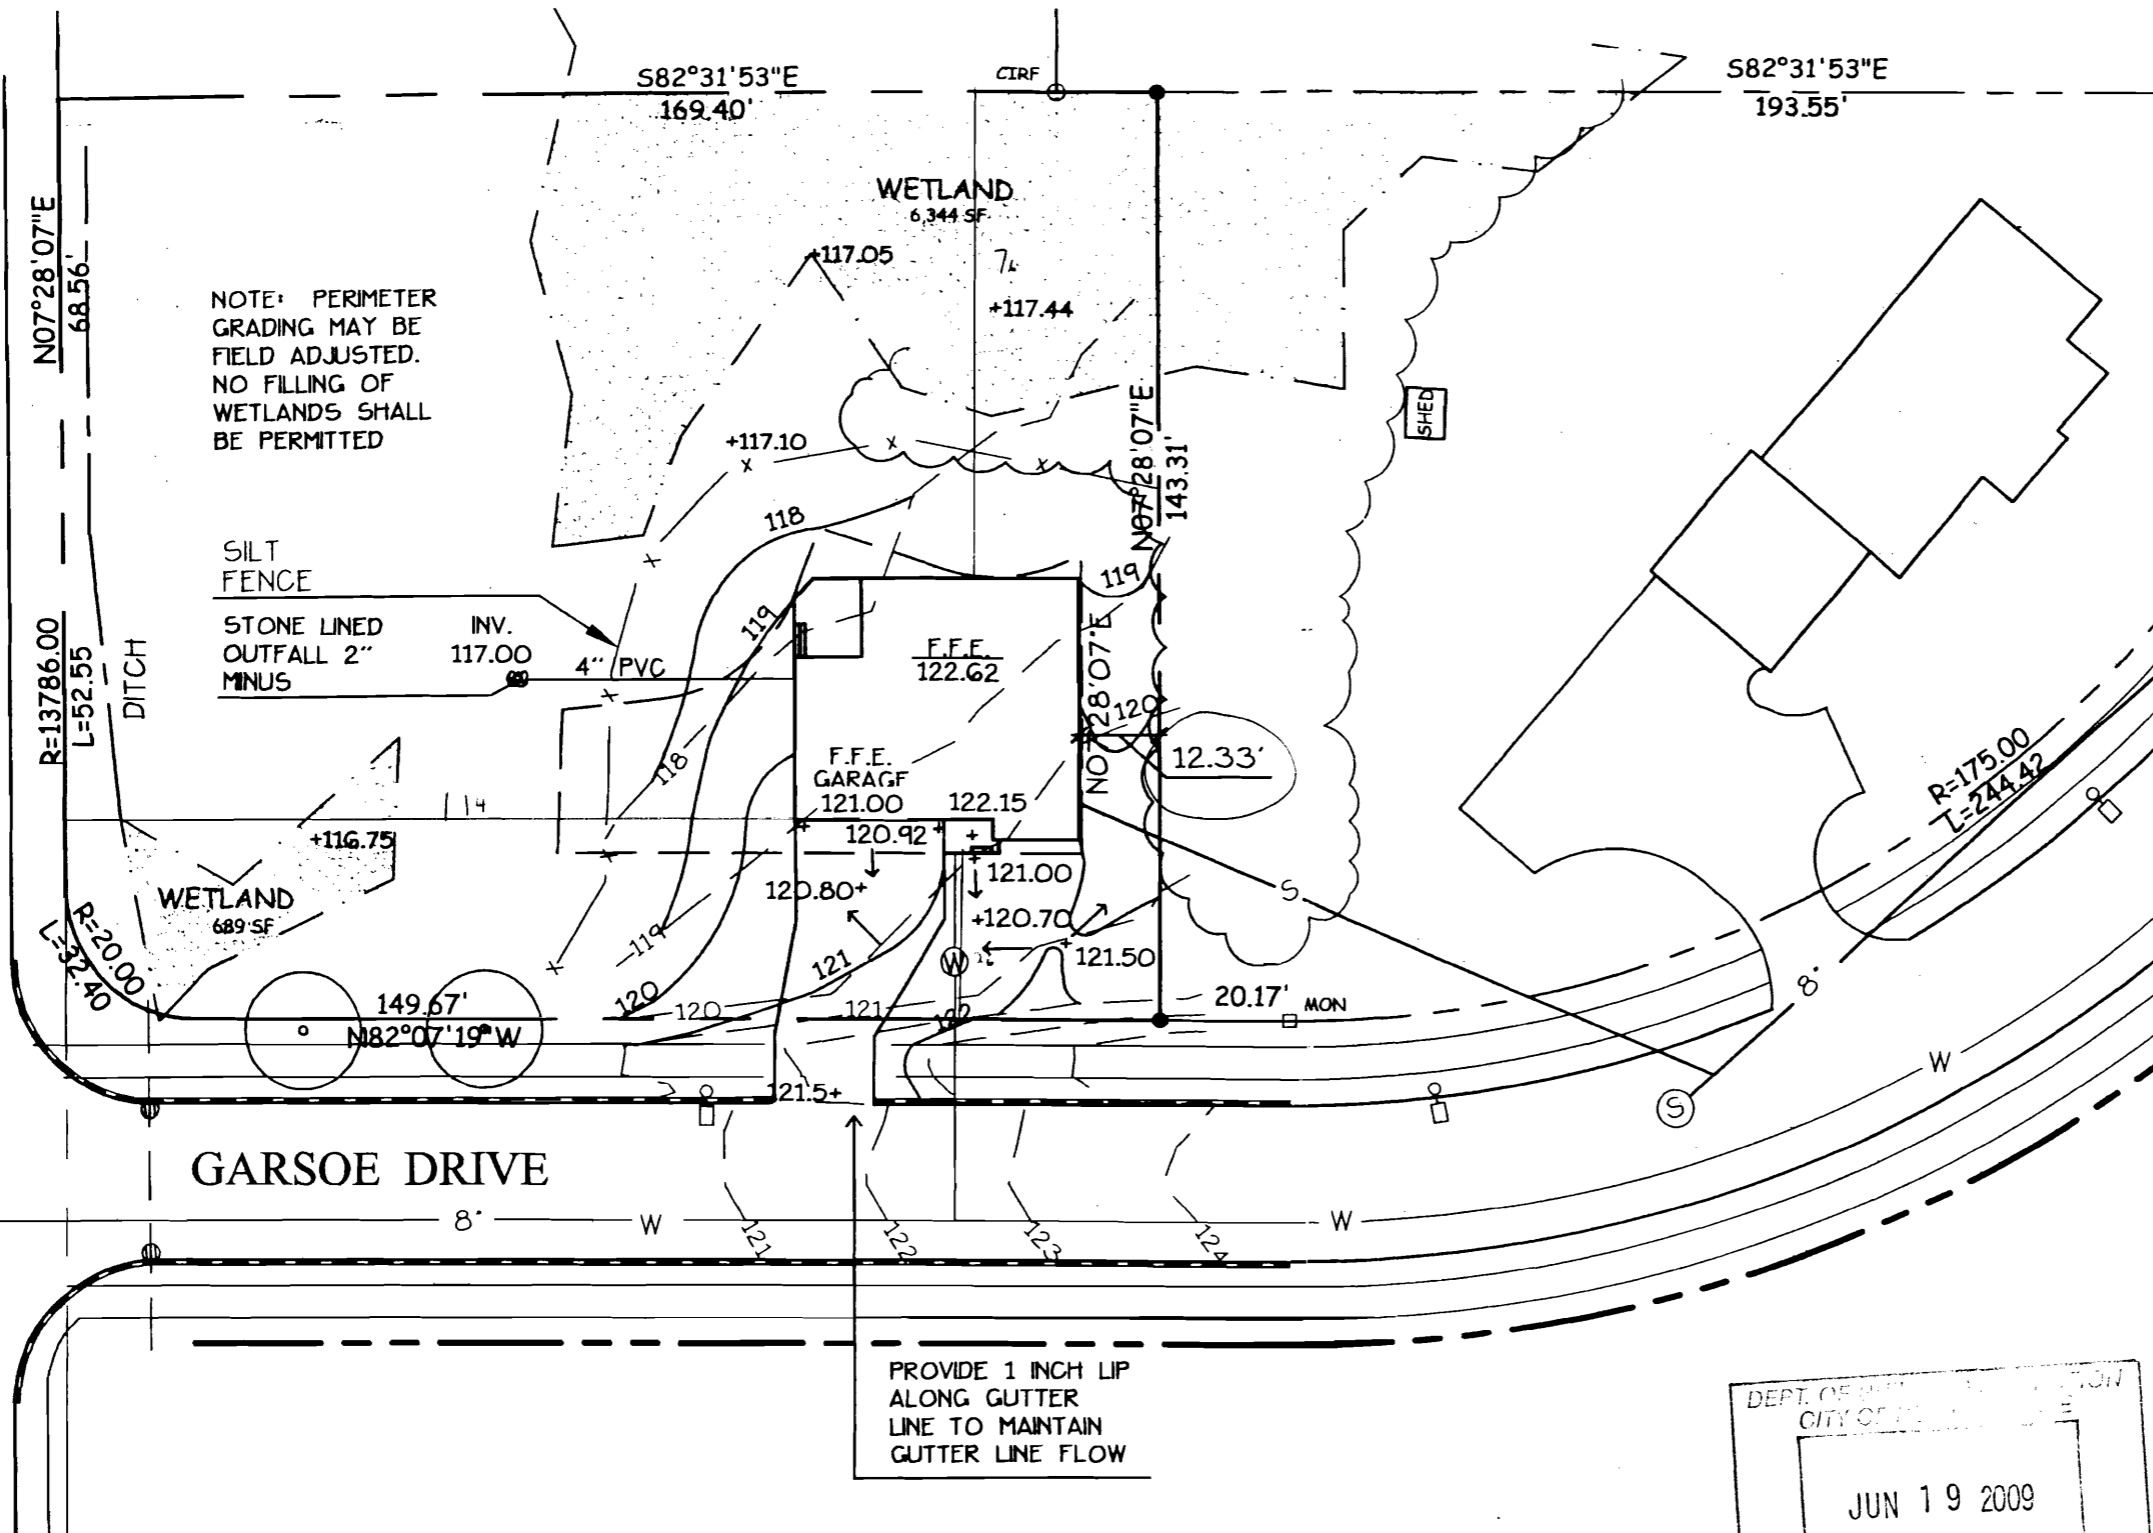 S82°31'53"E
169.40'
CIRF
S82°31'53"E
193.55'
N07°28'07"E
68.56'
WETLAND
6,344 SF
+117.05
+117.44
NOTE: PERIMETER
GRADING MAY BE
FIELD ADJUSTED.
NO FILLING OF
WETLANDS SHALL
BE PERMITTED
+117.10
N07°28'07"E
143.31'
SHED
118
SILT
FENCE
119
119
STONE LINED
OUTFALL 2"
MINUS
INV.
117.00
4" PVC
F.F.E.
122.62
N07°28'07"E
120
12.33'
R=13786.00
L=52.55
DITCH
118
F.F.E.
GARAGE
121.00
122.15
120.92
114
+116.75
R=175.00
L=244.42
WETLAND
689 SF
120.80+
121.00
+120.70
121.50
S
119
121
W
R=20.00
L=32.40
149.67'
N82°07'19"W
120
120
121
122
20.17'
MON
8"
121.5+
W
S
GARSOE DRIVE
8"
W
W
121
122
123
124
PROVIDE 1 INCH LIP
ALONG GUTTER
LINE TO MAINTAIN
GUTTER LINE FLOW
DEPT. OF
CITY OF
JUN 19 2009